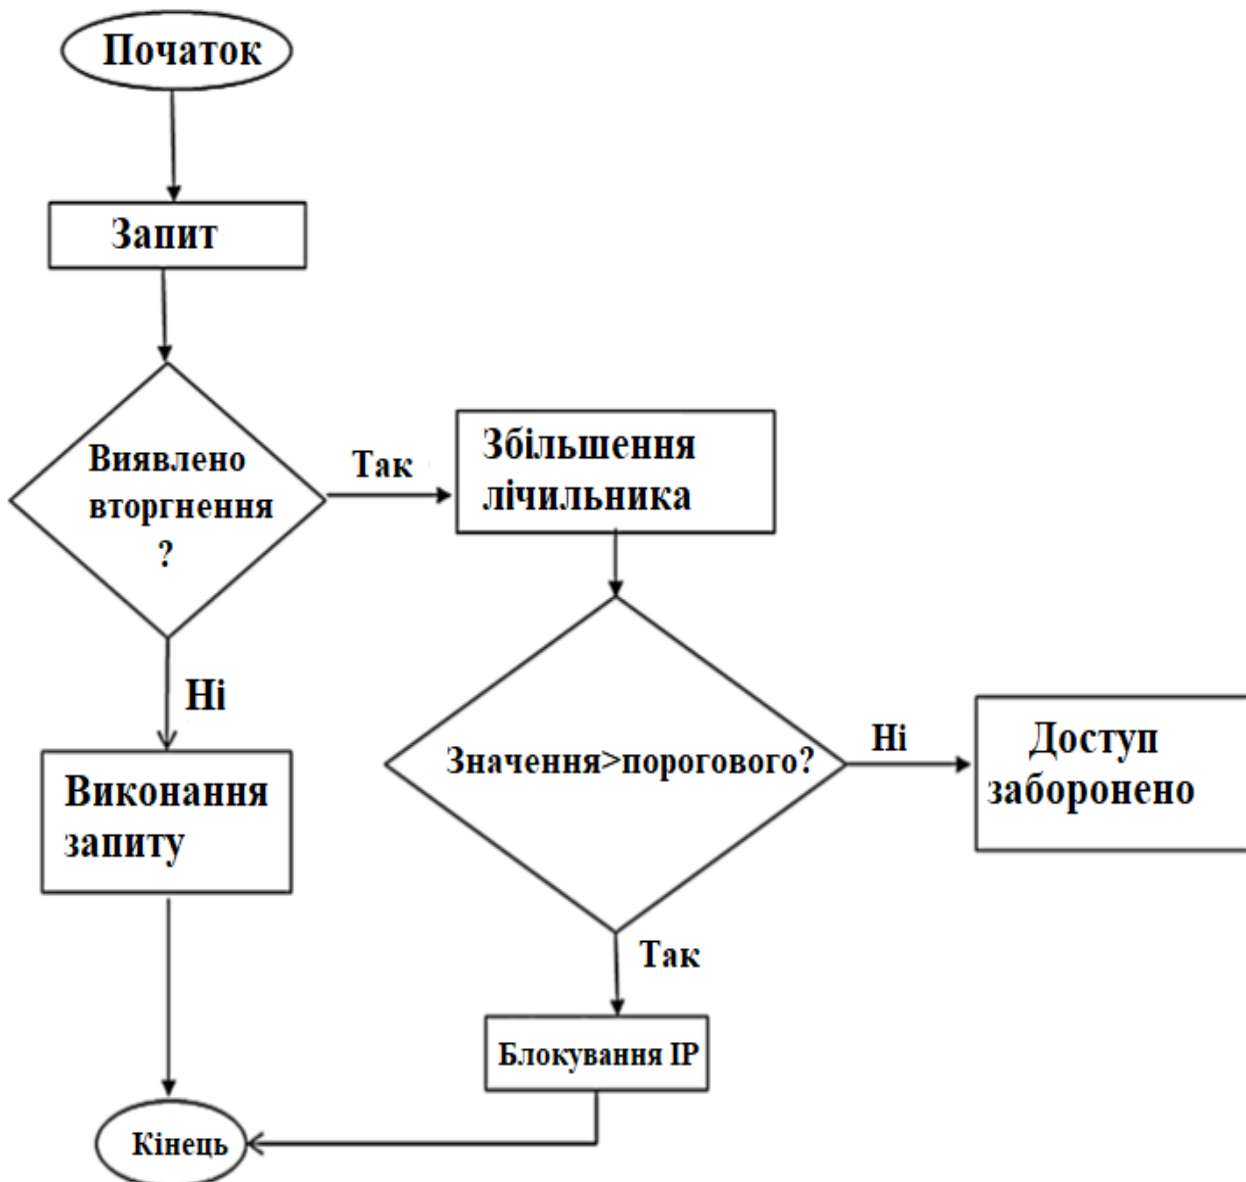 Початок
Запит
Виявлено
вторгнення
?
Так
Збільшення
лічильника
Ні
Виконання
запиту
Значення>порогового?
Ні
Доступ
заборонено
Так
Блокування IP
Кінець